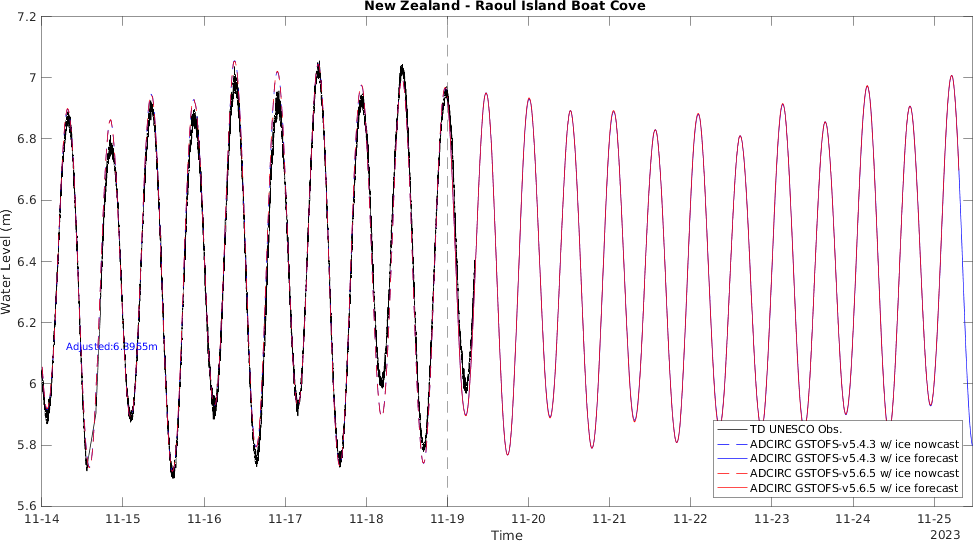 New Zealand - Raoul Island Boat Cove
7.2
7
6.8
6.6
6.4
6.2
6
5.8
5.6
Water Level (m)
Adjusted:6.8955m
TD UNESCO Obs.
ADCIRC GSTOFS-v5.4.3 w/ ice nowcast
ADCIRC GSTOFS-v5.4.3 w/ ice forecast
ADCIRC GSTOFS-v5.6.5 w/ ice nowcast
ADCIRC GSTOFS-v5.6.5 w/ ice forecast
11-14 11-15 11-16 11-17 11-18 11-19 11-20 11-21 11-22 11-23 11-24 11-25
2023
Time